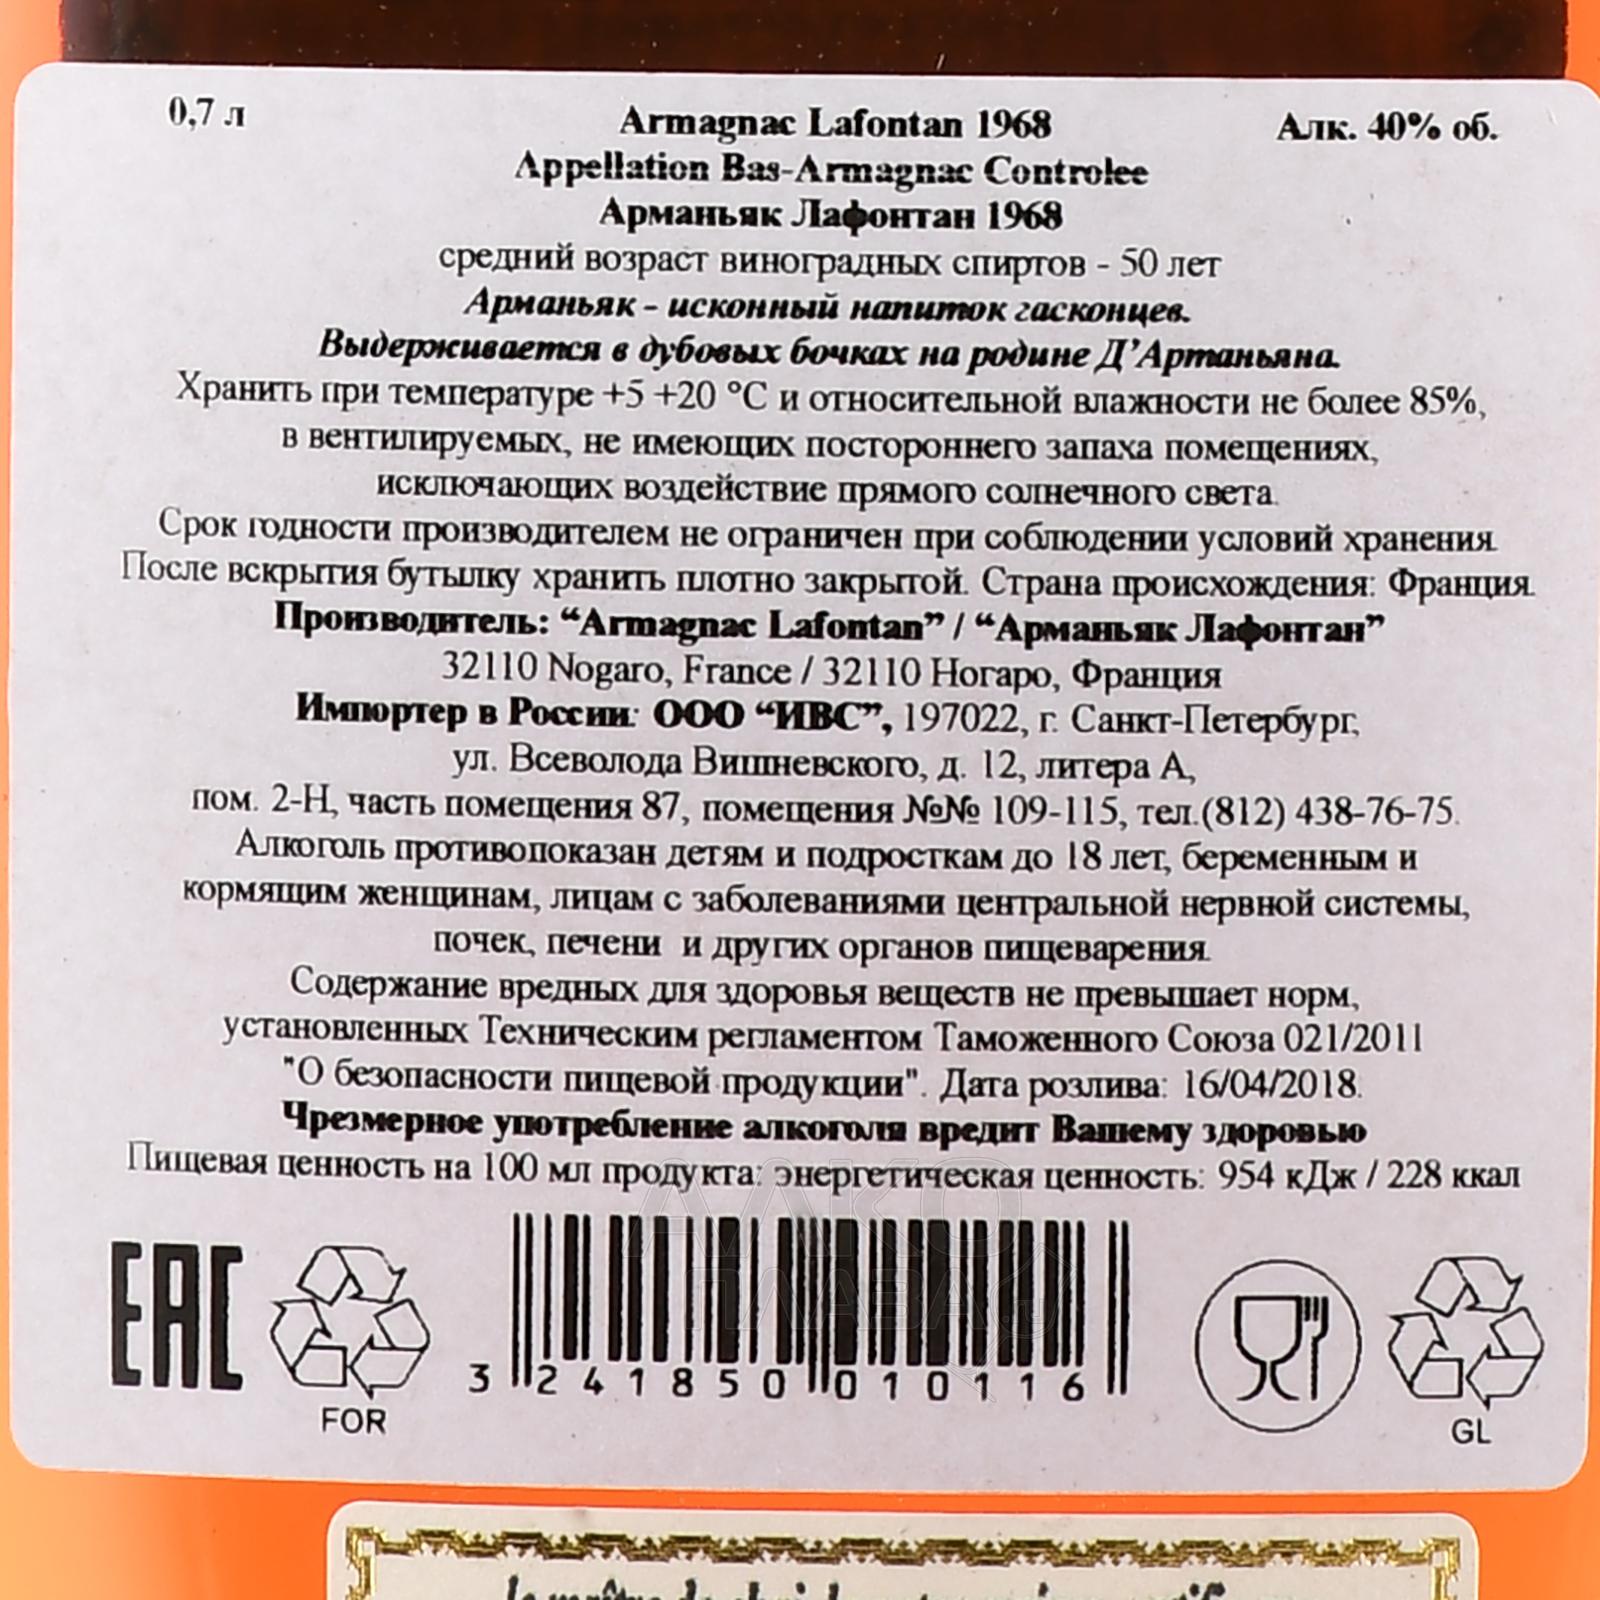 0,7 л
Armagnac Lafontan 1968
Алк. 40% об.
Appellation Bas-Armagnac Controlee
Арманьяк Лафонтан 1968
средний возраст виноградных спиртов - 50 лет
Арманьяк - исконный напиток гасконцев.
Выдерживается в дубовых бочках на родине Д'Артаньяна.
Хранить при температуре +5 +20 °С и относительной влажности не более 85%,
в вентилируемых, не имеющих постороннего запаха помещениях,
исключающих воздействие прямого солнечного света.
Срок годности производителем не ограничен при соблюдении условий хранения.
После вскрытия бутылку хранить плотно закрытой. Страна происхождения: Франция.
Производитель: “Armagnac Lafontan” / “Арманьяк Лафонтан”
32110 Nogaro, France / 32110 Ногаро, Франция
Импортер в России: ООО “ИВС”, 197022, г. Санкт-Петербург,
ул. Всеволода Вишневского, д. 12, литера А,
пом. 2-Н, часть помещения 87, помещения №№ 109-115, тел.(812) 438-76-75.
Алкоголь противопоказан детям и подросткам до 18 лет, беременным и
кормящим женщинам, лицам с заболеваниями центральной нервной системы,
почек, печени и других органов пищеварения.
Содержание вредных для здоровья веществ не превышает норм,
установленных Техническим регламентом Таможенного Союза 021/2011
"О безопасности пищевой продукции". Дата розлива: 16/04/2018.
Чрезмерное употребление алкоголя вредит Вашему здоровью
Пищевая ценность на 100 мл продукта: энергетическая ценность: 954 кДж / 228 ккал
АЛКО
ПЛАЗА.ru
EAC
FOR
3 241850 010116
GL